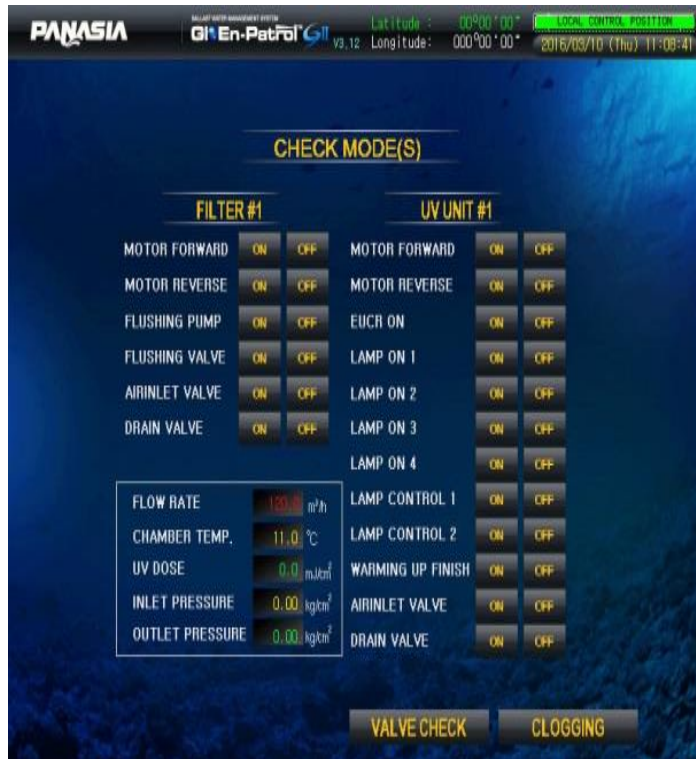 PANASIA
BALLAST WATER MANAGEMENT SYSTEM
GloEn-Patrol GII
V3.12
Latitude : 00°00'00"
Longitude: 000°00'00"
LOCAL CONTROL POSITION
2016/03/10 (Thu) 11:08:41
CHECK MODE(S)
FILTER #1
MOTOR FORWARD ON OFF
MOTOR REVERSE ON OFF
FLUSHING PUMP ON OFF
FLUSHING VALVE ON OFF
AIRINLET VALVE ON OFF
DRAIN VALVE ON OFF
FLOW RATE 120.0 m³/h
CHAMBER TEMP. 11.0 °C
UV DOSE 0.0 mJ/cm²
INLET PRESSURE 0.00 kg/cm²
OUTLET PRESSURE 0.00 kg/cm²
UV UNIT #1
MOTOR FORWARD ON OFF
MOTOR REVERSE ON OFF
EUCR ON ON OFF
LAMP ON 1 ON OFF
LAMP ON 2 ON OFF
LAMP ON 3 ON OFF
LAMP ON 4 ON OFF
LAMP CONTROL 1 ON OFF
LAMP CONTROL 2 ON OFF
WARMING UP FINISH ON OFF
AIRINLET VALVE ON OFF
DRAIN VALVE ON OFF
VALVE CHECK
CLOGGING